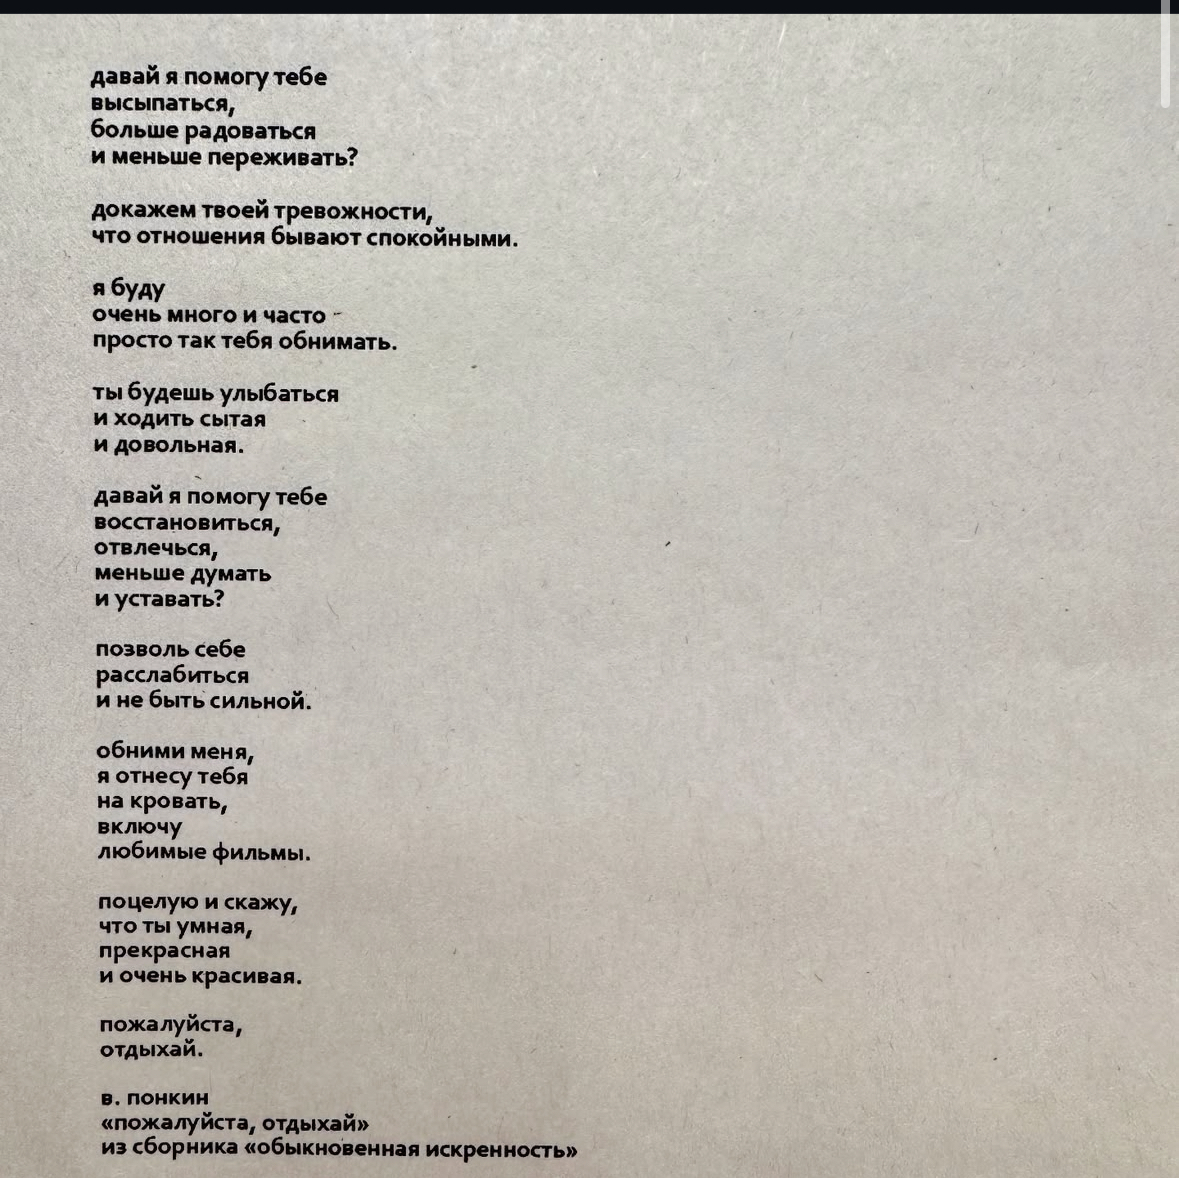 давай я помогу тебе
высыпаться,
больше радоваться
и меньше переживать?
докажем твоей тревожности,
что отношения бывают спокойными.
я буду
очень много и часто
просто так тебя обнимать.
ты будешь улыбаться
и ходить сытая
и довольная.
давай я помогу тебе
восстановиться,
отвлечься,
меньше думать
и уставать?
позволь себе
расслабиться
и не быть сильной.
обними меня,
я отнесу тебя
на кровать,
включу
любимые фильмы.
поцелую и скажу,
что ты умная,
прекрасная
и очень красивая.
пожалуйста,
отдыхай.
в. понкин
«пожалуйста, отдыхай»
из сборника «обыкновенная искренность»